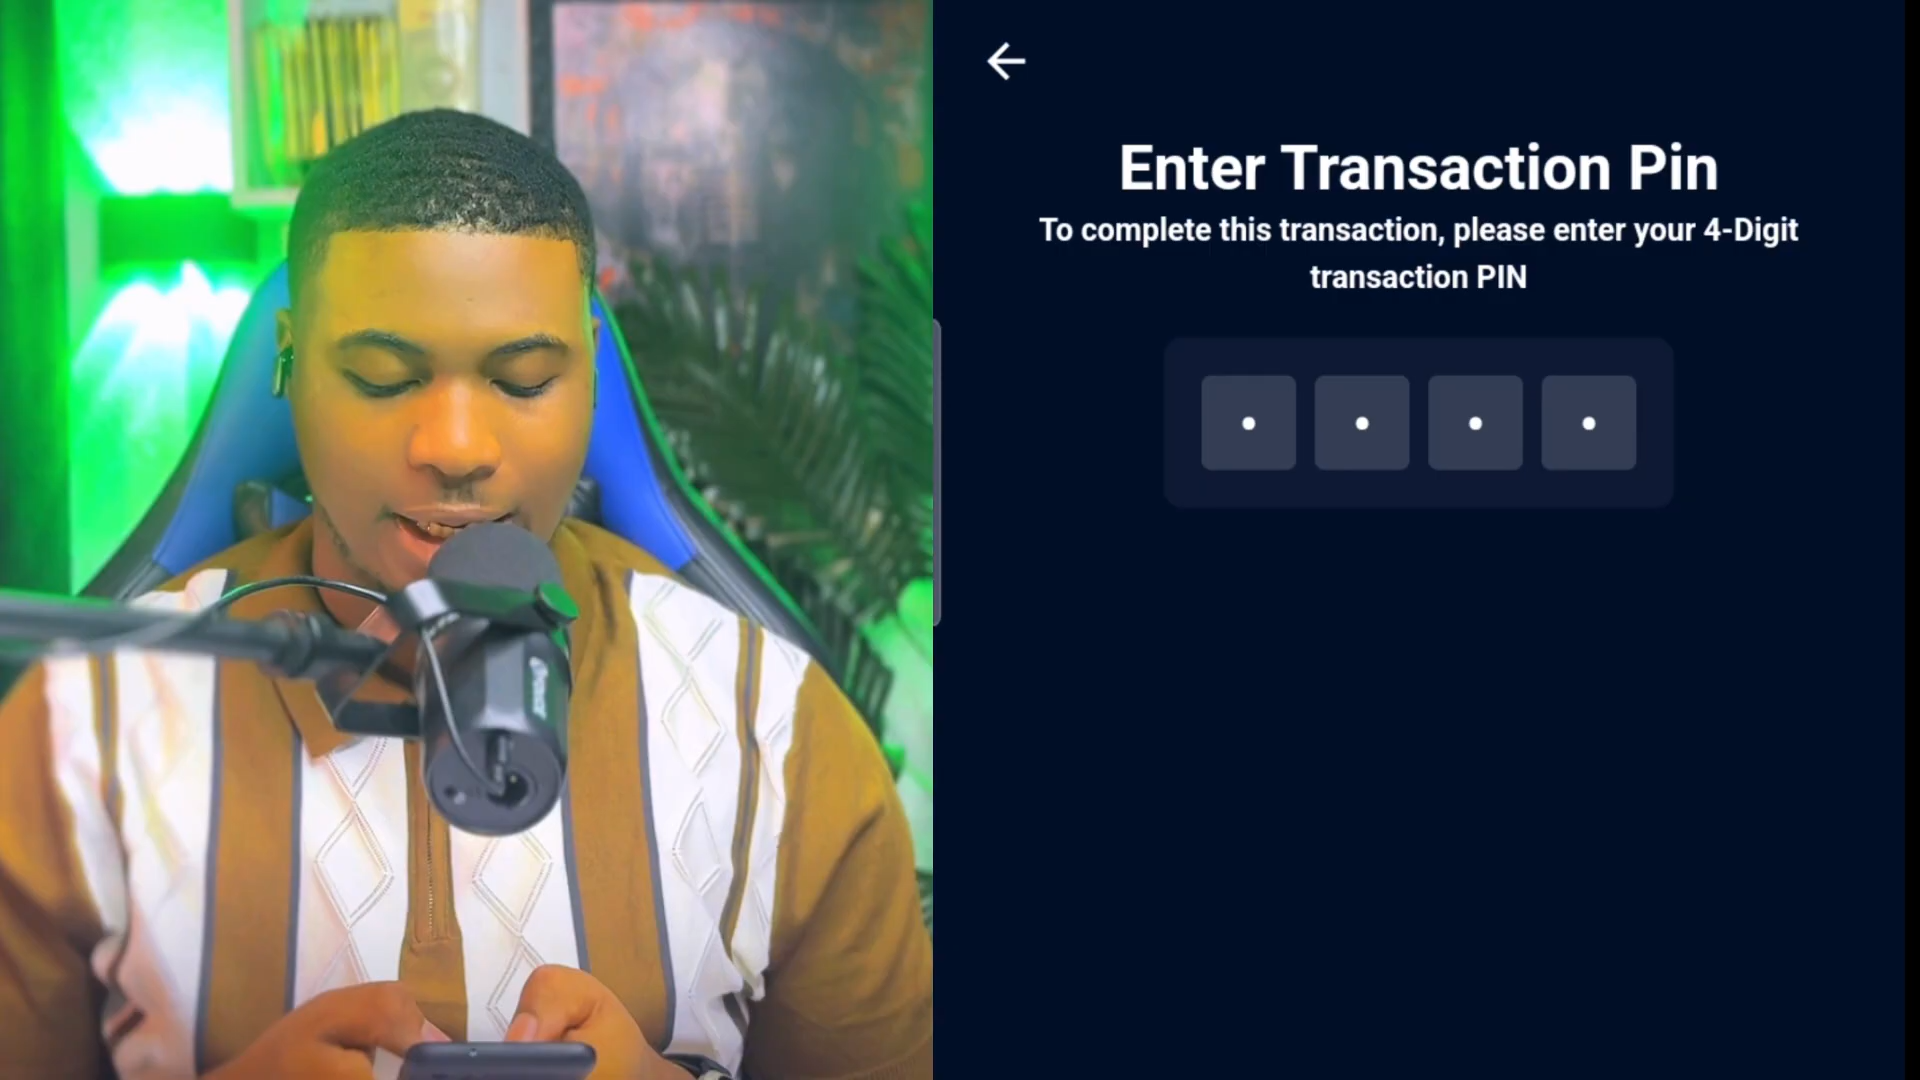 Enter Transaction Pin
To complete this transaction, please enter your 4-Digit
transaction PIN